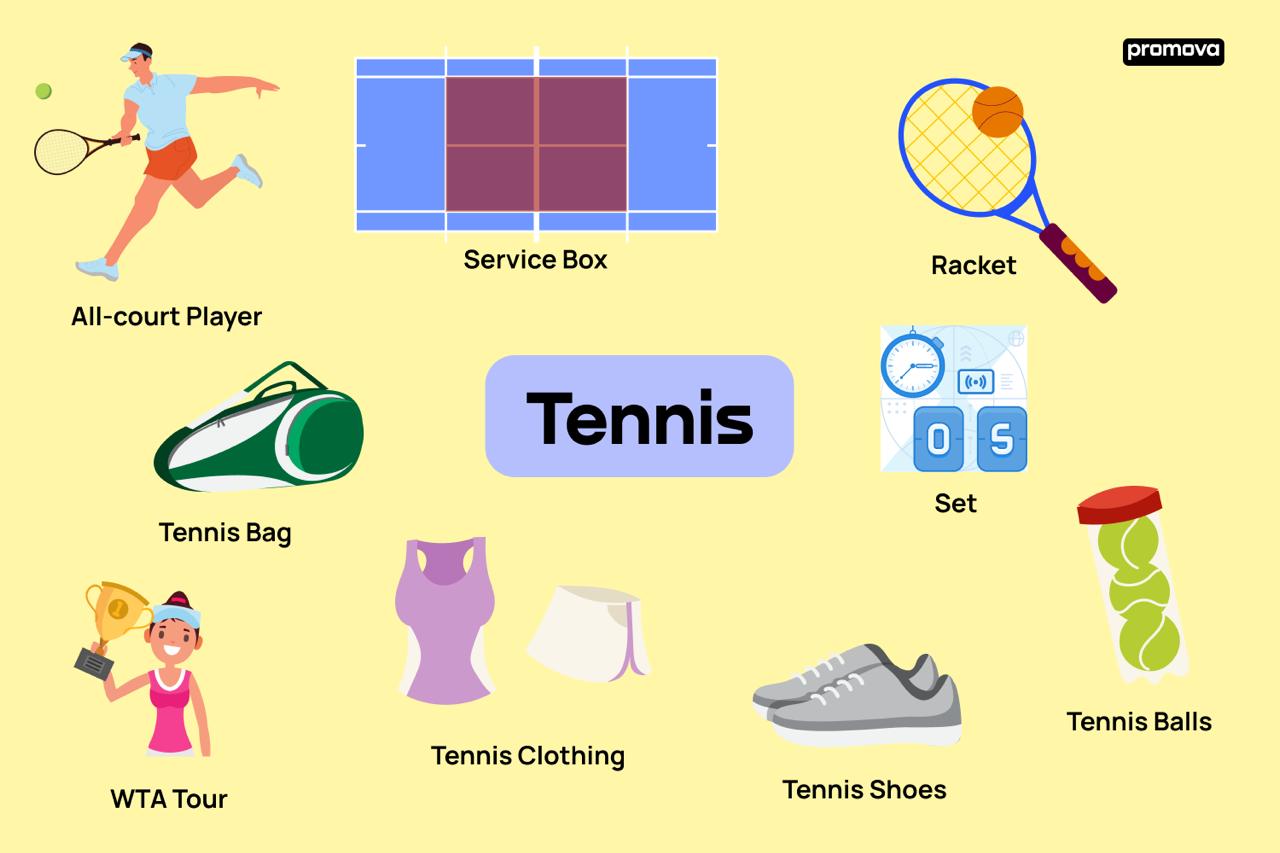 promova
Service Box
Racket
All-court Player
Tennis
0 5
Set
Tennis Bag
1
Tennis Balls
Tennis Clothing
Tennis Shoes
WTA Tour